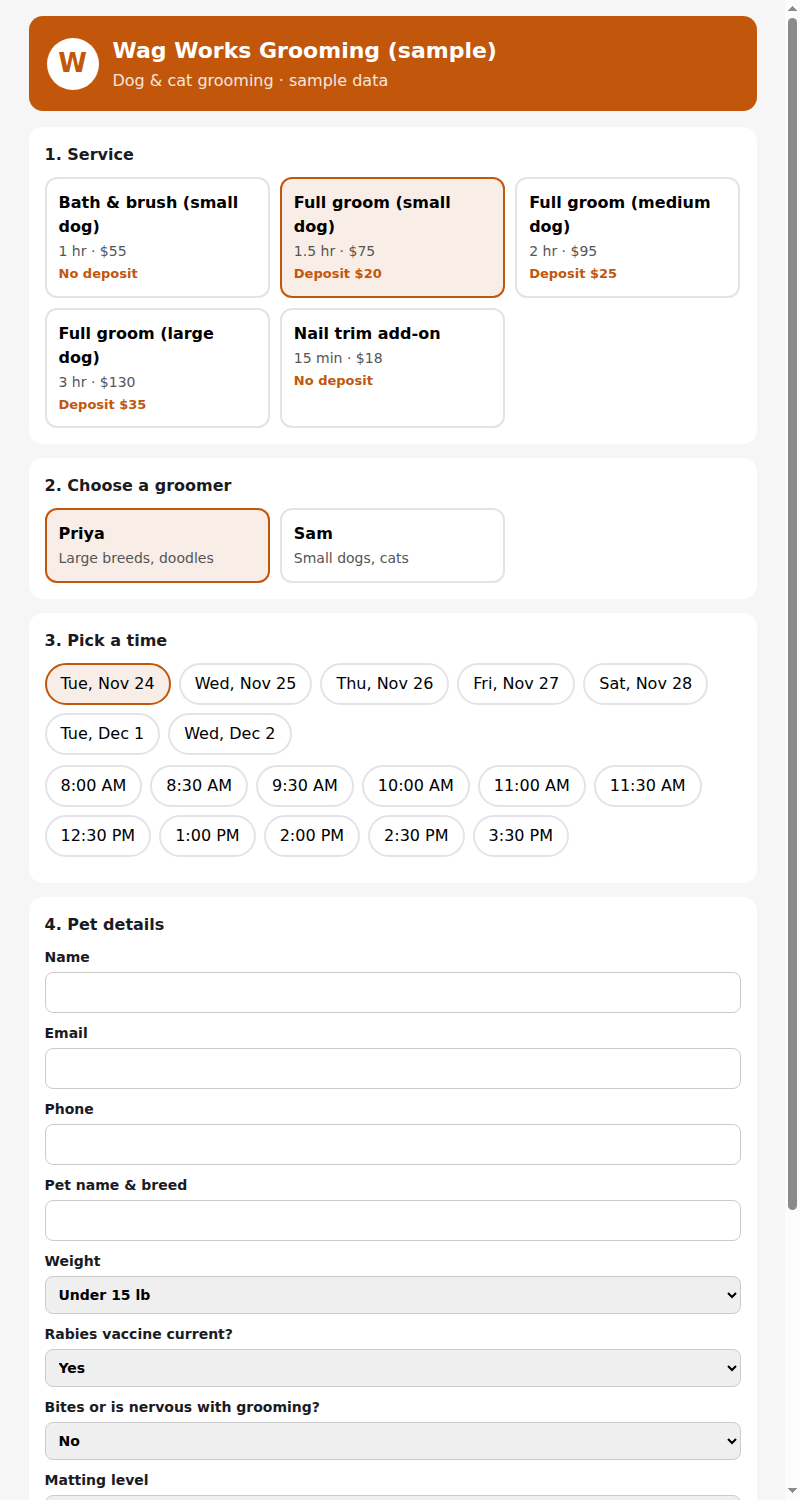 W
Wag Works Grooming (sample)
Dog & cat grooming · sample data
1. Service
Bath & brush (small
dog)
1 hr · $55
No deposit
Full groom (small
dog)
1.5 hr · $75
Deposit $20
Full groom (medium
dog)
2 hr · $95
Deposit $25
Full groom (large
dog)
3 hr · $130
Deposit $35
Nail trim add-on
15 min · $18
No deposit
2. Choose a groomer
Priya
Large breeds, doodles
Sam
Small dogs, cats
3. Pick a time
Tue, Nov 24
Wed, Nov 25
Thu, Nov 26
Fri, Nov 27
Sat, Nov 28
Tue, Dec 1
Wed, Dec 2
8:00 AM
8:30 AM
9:30 AM
10:00 AM
11:00 AM
11:30 AM
12:30 PM
1:00 PM
2:00 PM
2:30 PM
3:30 PM
4. Pet details
Name
Email
Phone
Pet name & breed
Weight
Under 15 lb
Rabies vaccine current?
Yes
Bites or is nervous with grooming?
No
Matting level